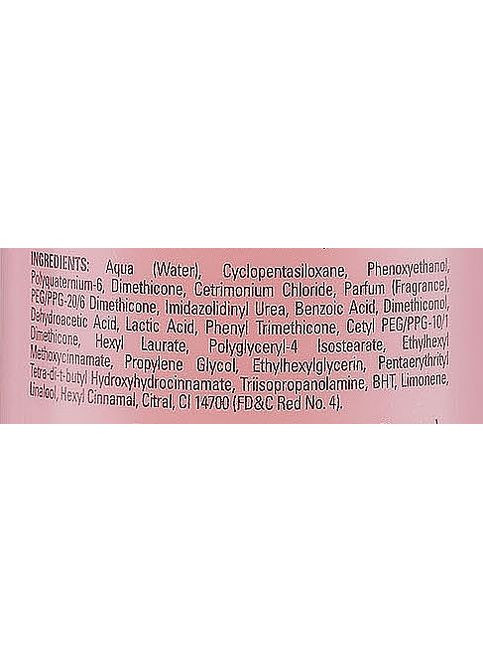 INGREDIENTS: Aqua (Water), Cyclopentasiloxane, Phenoxyethanol,
Polyquaternium-6, Dimethicone, Cetrimonium Chloride, Parfum (Fragrance),
PEG/PPG-20/6 Dimethicone, Imidazolidinyl Urea, Benzoic Acid, Dimethiconol,
Dehydroacetic Acid, Lactic Acid, Phenyl Trimethicone, Cetyl PEG/PPG-10/1
Dimethicone, Hexyl Laurate, Polyglyceryl-4 Isostearate, Ethylhexyl
Methoxycinnamate, Propylene Glycol, Ethylhexylglycerin, Pentaerythrityl
Tetra-di-t-butyl Hydroxyhydrocinnamate, Triisopropanolamine, BHT, Limonene,
Linalool, Hexyl Cinnamal, Citral, CI 14700 (FD&C Red No. 4).